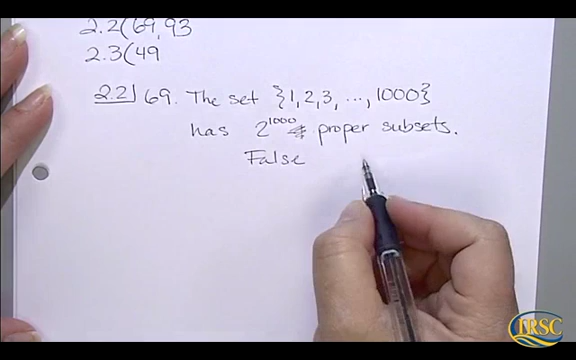 2.2(69, 93
2.3(49
2.2 69. The set {1,2,3, ..., 1000}
has 2^1000 proper subsets.
False
FRSC